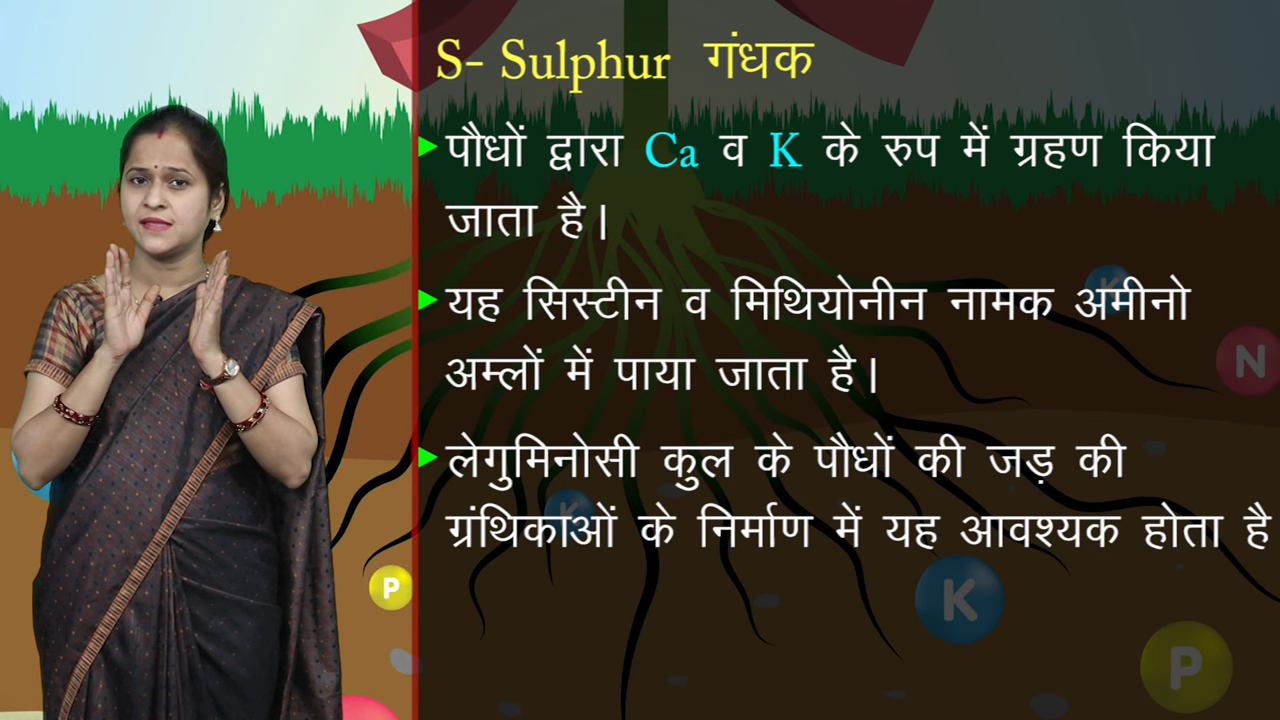 S- Sulphur गंधक
पौधों द्वारा Ca व K के रुप में ग्रहण किया
जाता है।
यह सिस्टीन व मिथियोनीन नामक अमीनो
अम्लों में पाया जाता है।
लेगुमिनोसी कुल के पौधों की जड़ की
ग्रंथिकाओं के निर्माण में यह आवश्यक होता है
K
N
K
P
K
P